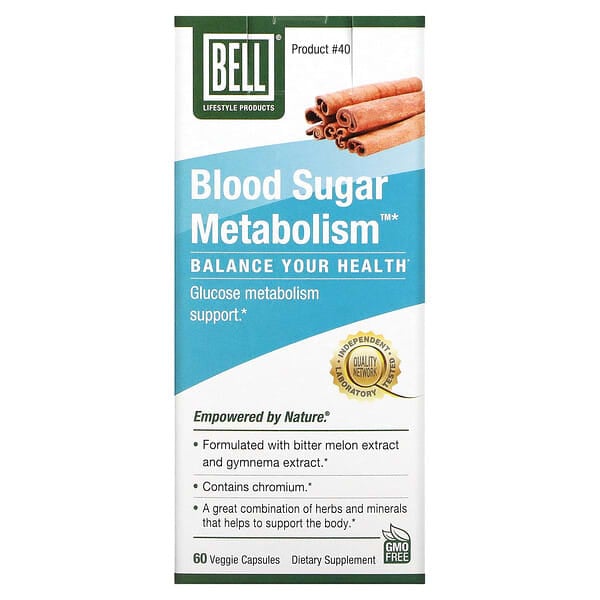 BELL®
LIFESTYLE PRODUCTS
Product #40
Blood Sugar
Metabolism™*
BALANCE YOUR HEALTH*
Glucose metabolism
support.*
INDEPENDENT
QUALITY
NETWORK
LABORATORY TESTED
Empowered by Nature.®
• Formulated with bitter melon extract
and gymnema extract.*
• Contains chromium.*
• A great combination of herbs and minerals
that helps to support the body.*
GMO
FREE
60 Veggie Capsules Dietary Supplement